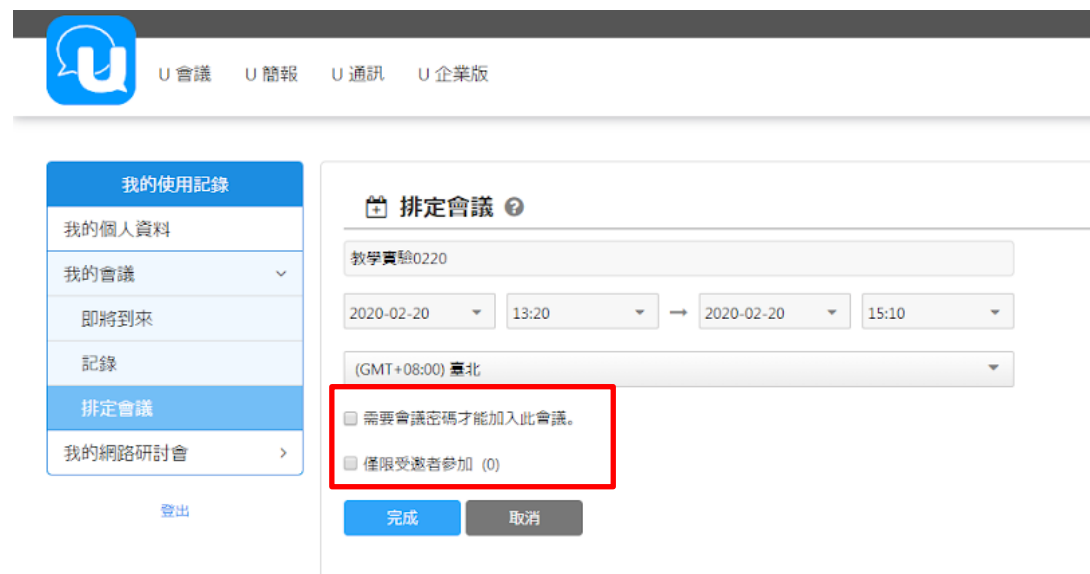 U
U 會議 U 簡報 U 通訊 U 企業版
我的使用記錄
我的個人資料
我的會議
即將到來
記錄
排定會議
我的網路研討會
登出
排定會議
教學實驗0220
2020-02-20 13:20 → 2020-02-20 15:10
(GMT+08:00) 臺北
需要會議密碼才能加入此會議。
僅限受邀者參加 (0)
完成 取消